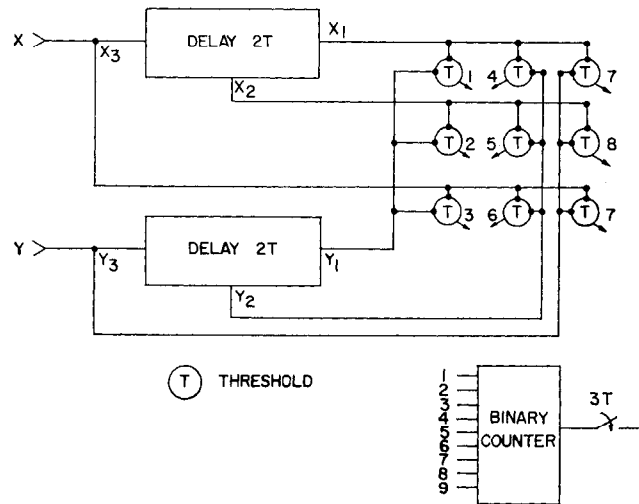 X
X3
DELAY 2T
X1
X2
T 1
T 4
T 7
T 2
T 5
T 8
T 3
T 6
T 7
Y
Y3
DELAY 2T
Y1
Y2
T THRESHOLD
1
2
3
4
5
6
7
8
9
BINARY
COUNTER
3T